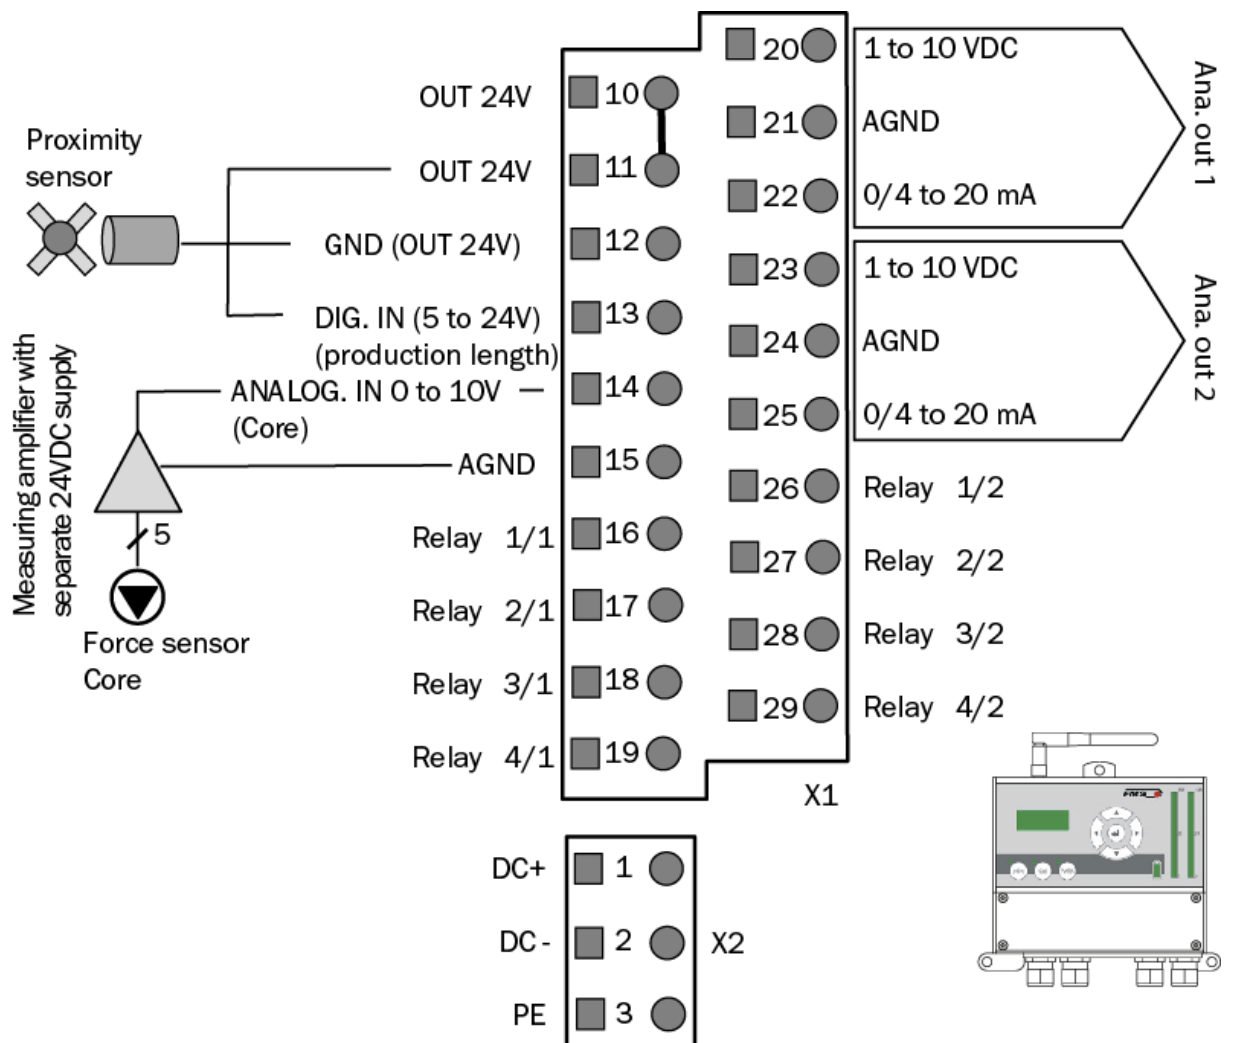 20 1 to 10 VDC
OUT 24V 10
21 AGND
Proximity
sensor
OUT 24V 11
22 0/4 to 20 mA
Ana. out 1
GND (OUT 24V) 12
23 1 to 10 VDC
DIG. IN (5 to 24V) 13
(production length)
24 AGND
ANALOG. IN 0 to 10V 14
(Core)
25 0/4 to 20 mA
Ana. out 2
Measuring amplifier with
separate 24VDC supply
AGND 15
26 Relay 1/2
5
Relay 1/1 16
27 Relay 2/2
Relay 2/1 17
28 Relay 3/2
Force sensor
Core
Relay 3/1 18
29 Relay 4/2
Relay 4/1 19
X1
DC+ 1
DC - 2
X2
PE 3